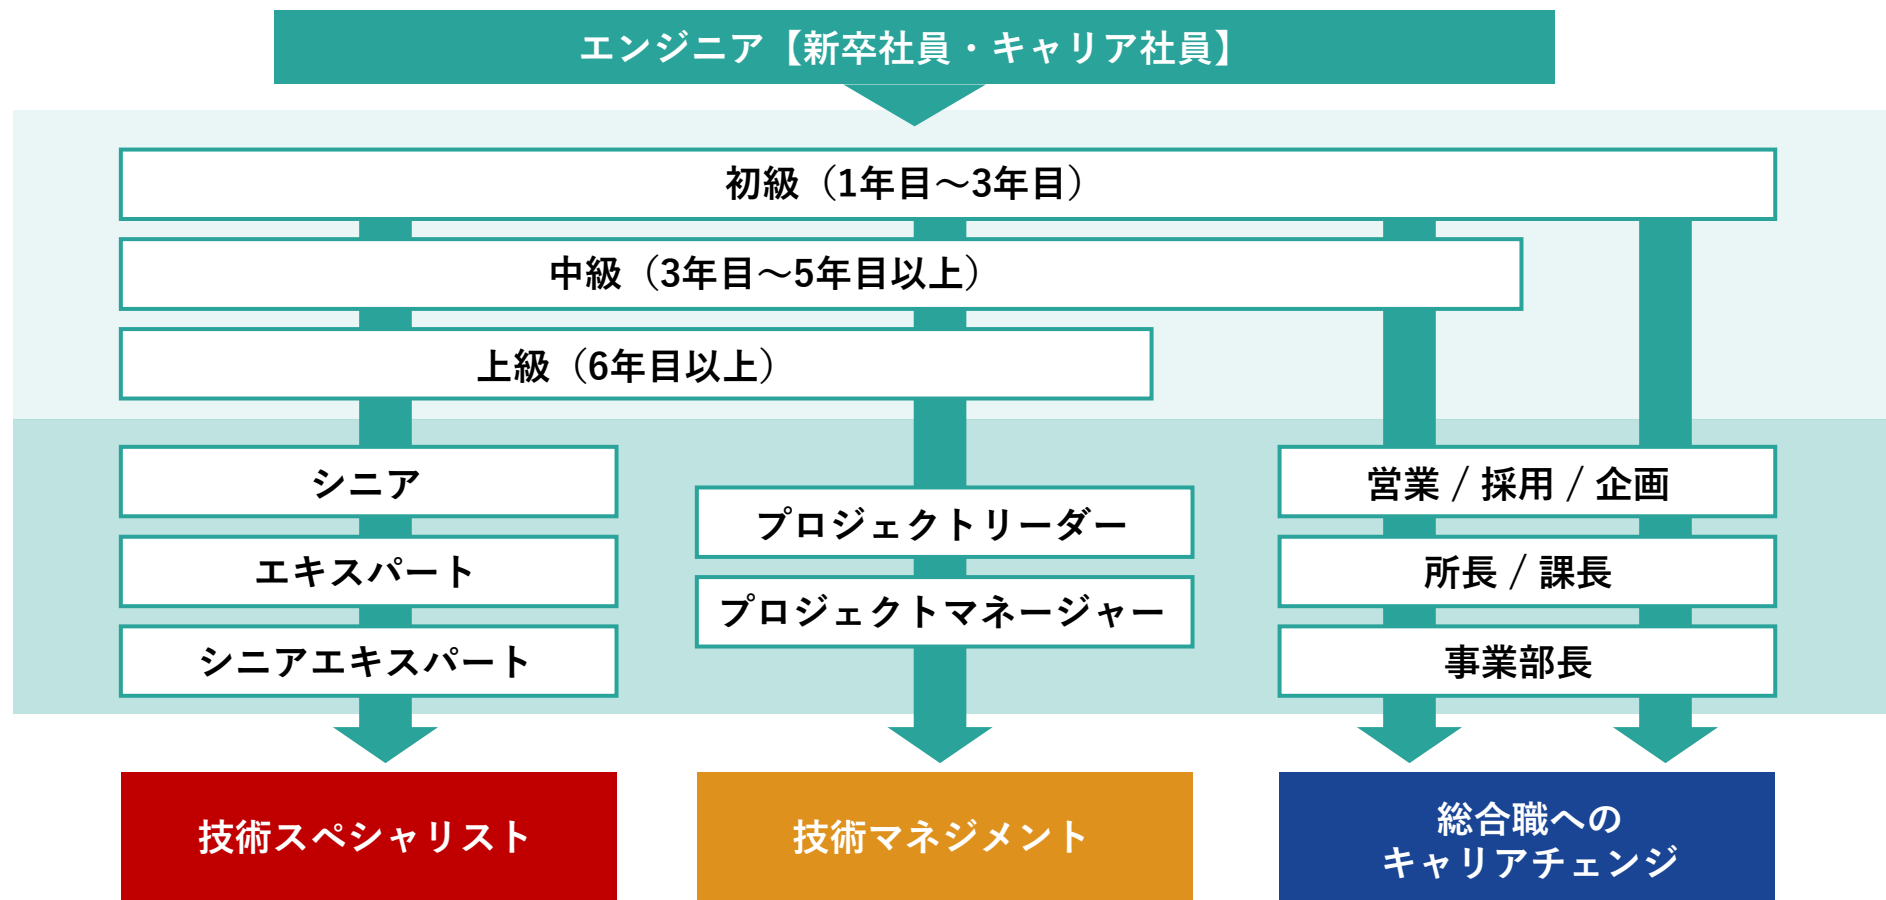 エンジニア【新卒社員・キャリア社員】
初級（1年目～3年目）
中級（3年目～5年目以上）
上級（6年目以上）
シニア
エキスパート
シニアエキスパート
プロジェクトリーダー
プロジェクトマネージャー
営業 / 採用 / 企画
所長 / 課長
事業部長
技術スペシャリスト
技術マネジメント
総合職への
キャリアチェンジ